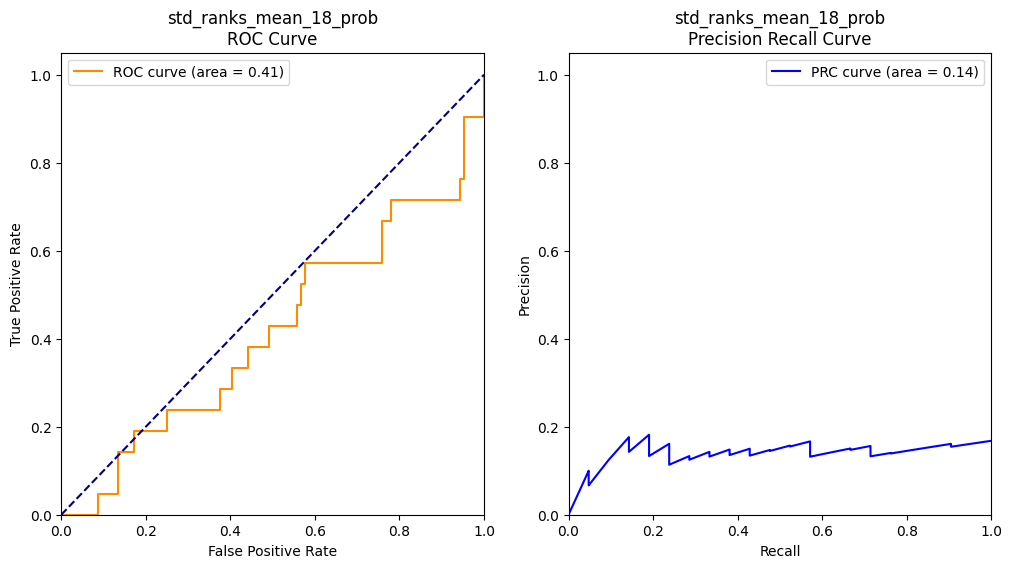 std_ranks_mean_18_prob
ROC Curve
ROC curve (area = 0.41)
True Positive Rate
1.0
0.8
0.6
0.4
0.2
0.0
0.0 0.2 0.4 0.6 0.8 1.0
False Positive Rate
std_ranks_mean_18_prob
Precision Recall Curve
PRC curve (area = 0.14)
Precision
1.0
0.8
0.6
0.4
0.2
0.0
0.0 0.2 0.4 0.6 0.8 1.0
Recall